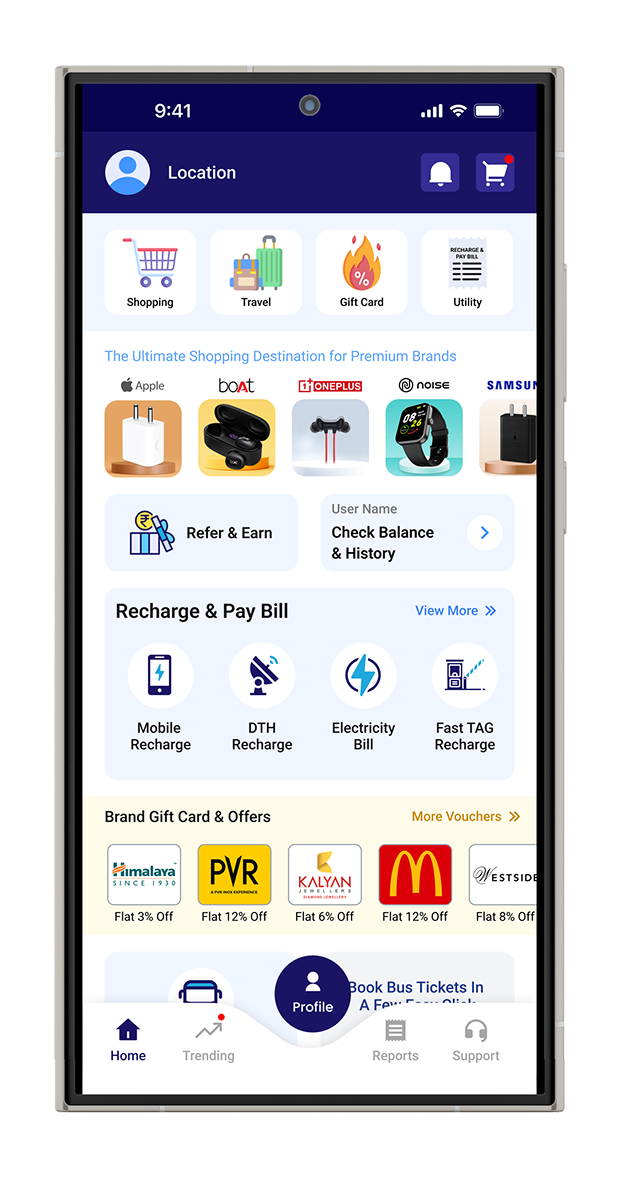 9:41
Location
Shopping
Travel
%
Gift Card
RECHARGE &
PAY BILL
Utility
The Ultimate Shopping Destination for Premium Brands
Apple
boAt
1+ ONEPLUS
noise
SAMSUN
₹
Refer & Earn
User Name
Check Balance
& History
Recharge & Pay Bill
View More
Mobile
Recharge
DTH
Recharge
Electricity
Bill
Fast TAG
Recharge
Brand Gift Card & Offers
More Vouchers
Himalaya
SINCE 1930
Flat 3% Off
PVR
A PVR INOX EXPERIENCE
Flat 12% Off
KALYAN
JEWELLERS
DIAMOND JEWELLERY
Flat 6% Off
M
Flat 12% Off
WESTSIDE
Flat 8% Off
Book Bus Tickets In
A Few Easy Click
Profile
Home
Trending
Reports
Support